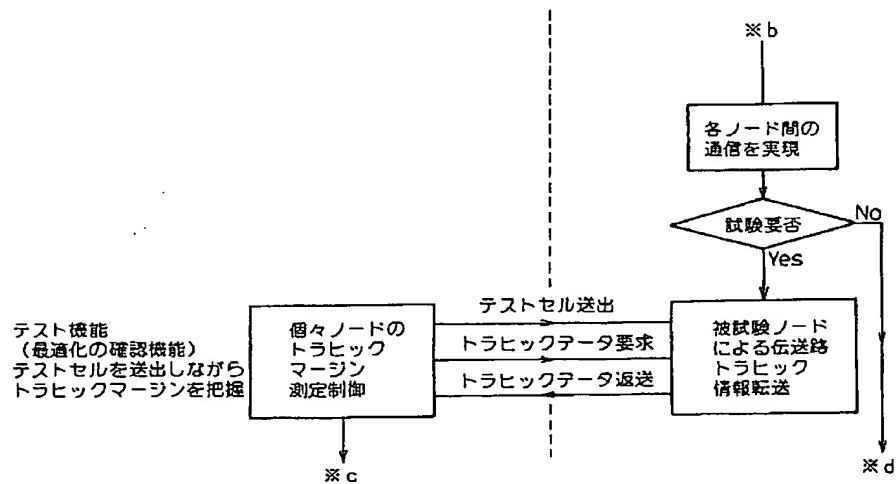 ※b
各ノード間の
通信を実現
試験要否
No
Yes
テストセル送出
トラヒックデータ要求
トラヒックデータ返送
テスト機能
(最適化の確認機能)
テストセルを送出しながら
トラヒックマージンを把握
個々ノードの
トラヒック
マージン
測定制御
被試験ノード
による伝送路
トラヒック
情報転送
※c
※d